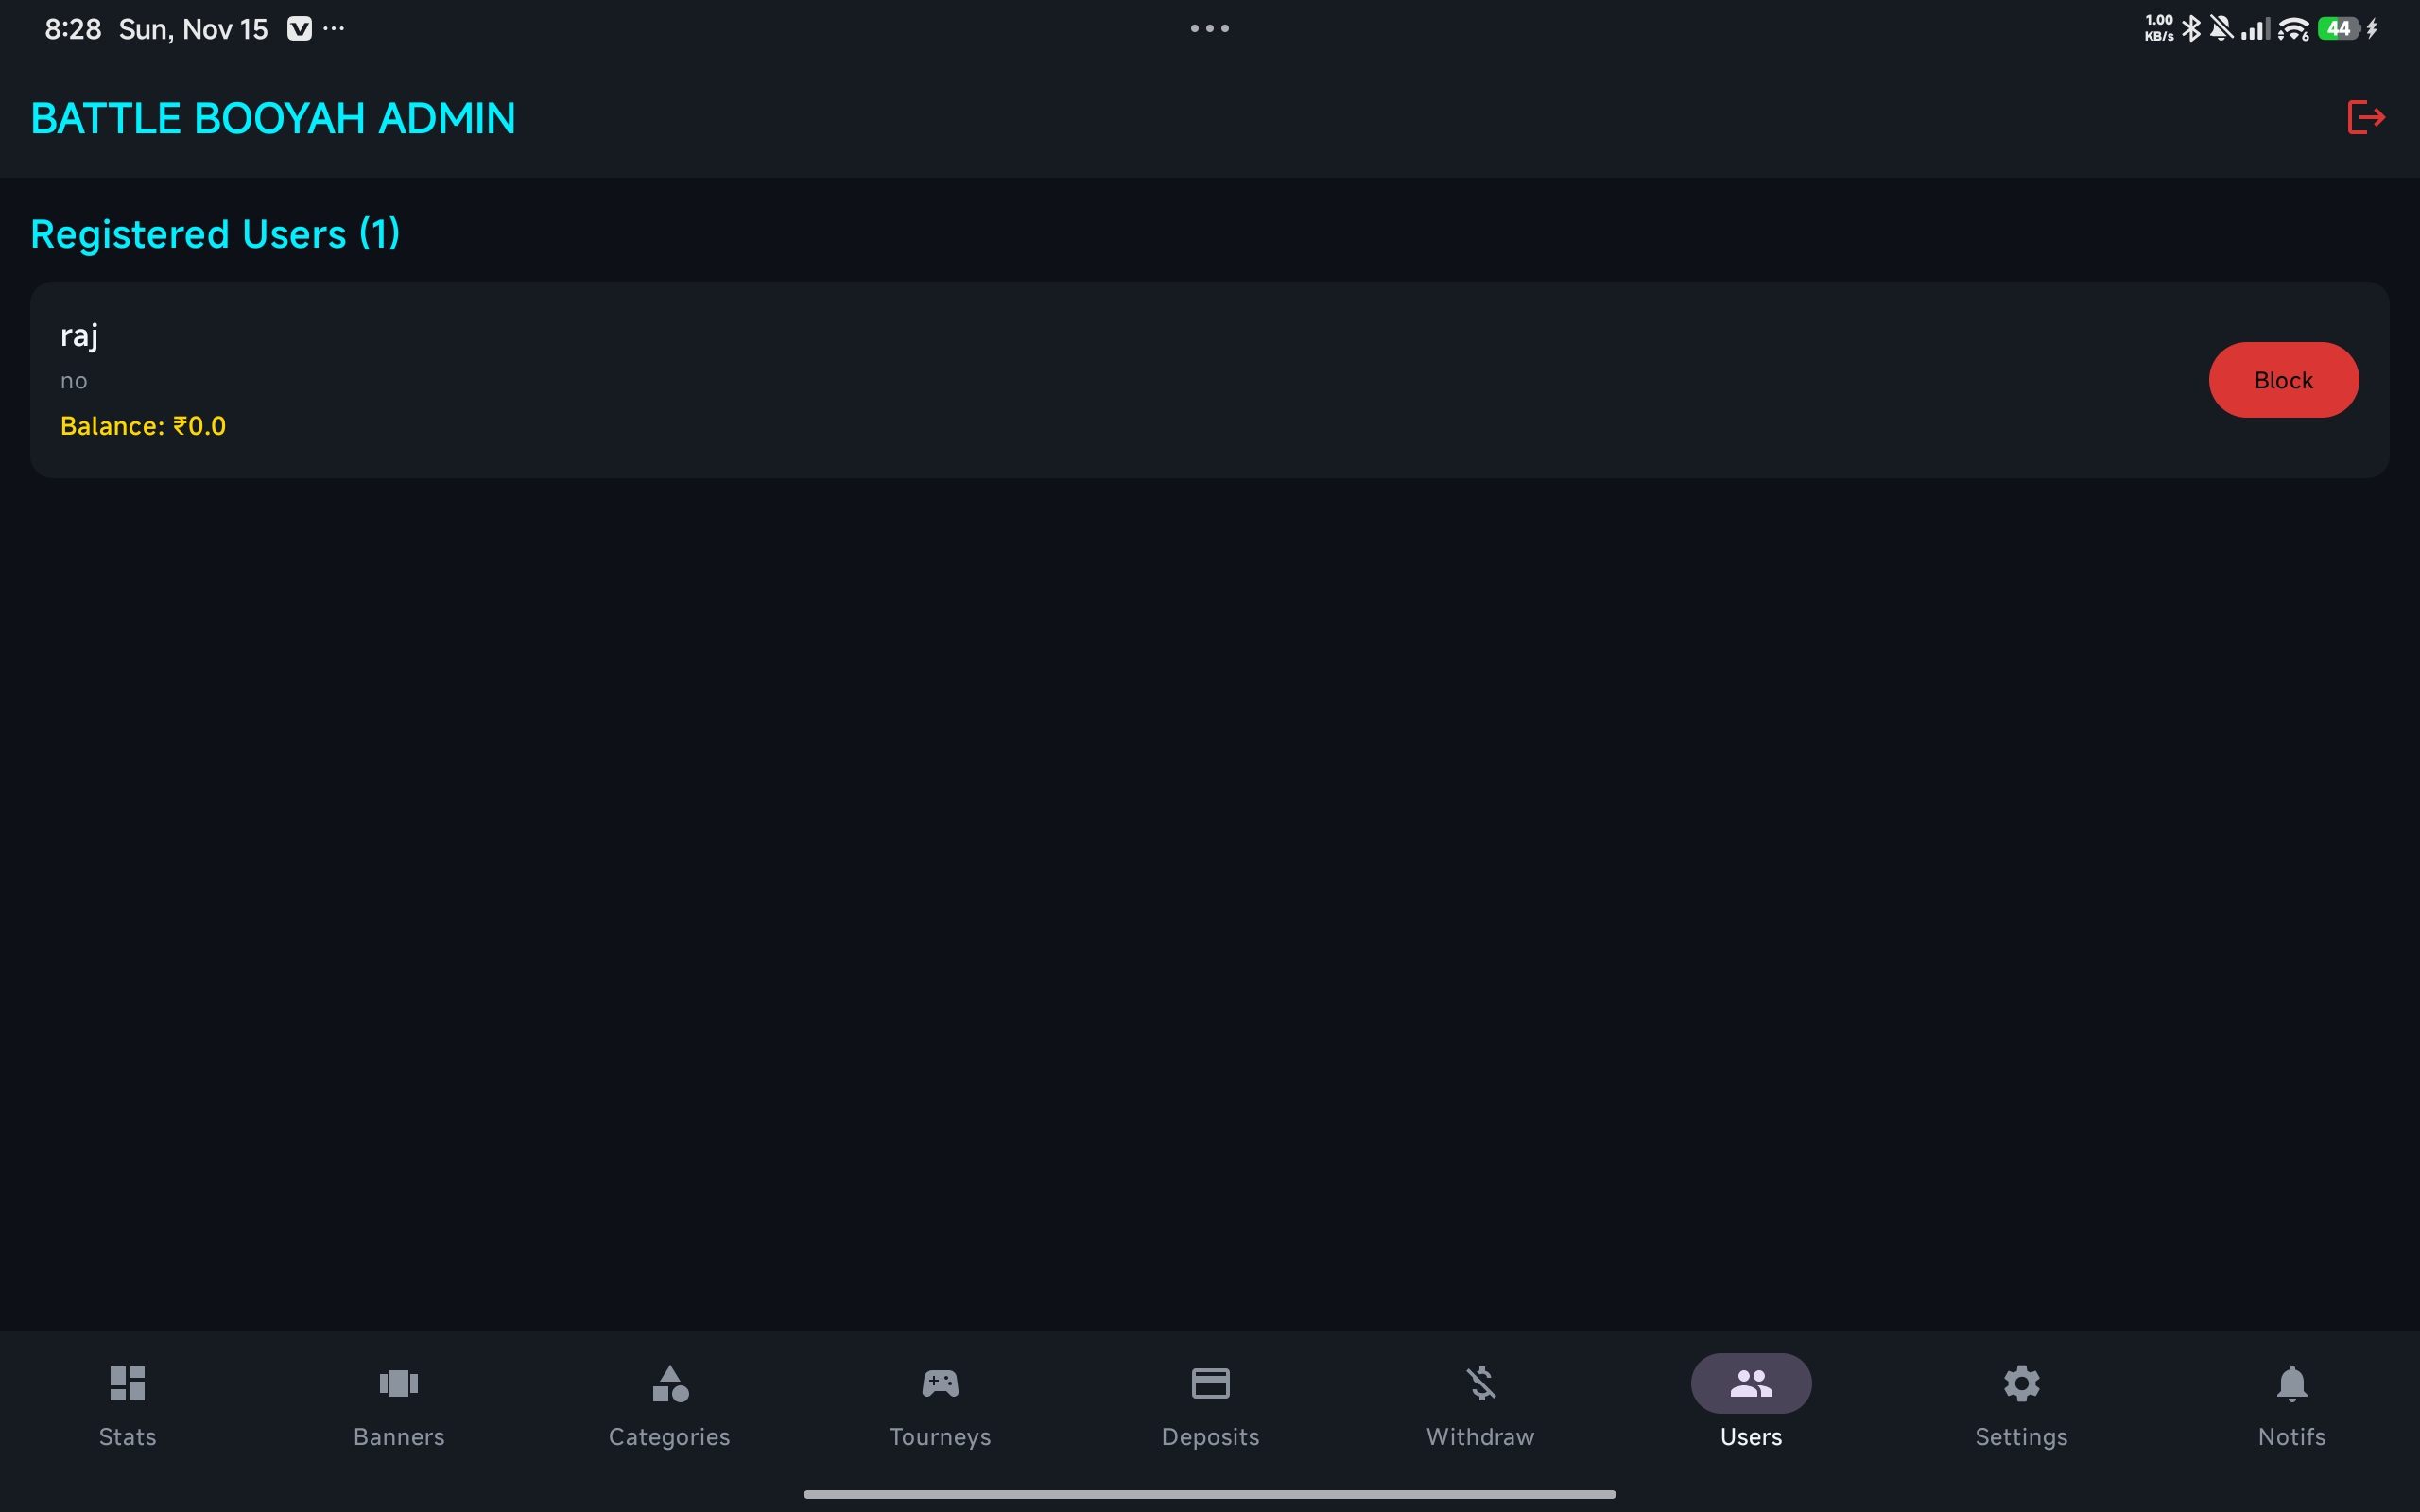 8:28 Sun, Nov 15 ···
1.00
KB/s
6
44
BATTLE BOOYAH ADMIN
Registered Users (1)
raj
no
Balance: ₹0.0
Block
Stats
Banners
Categories
Tourneys
Deposits
Withdraw
Users
Settings
Notifs